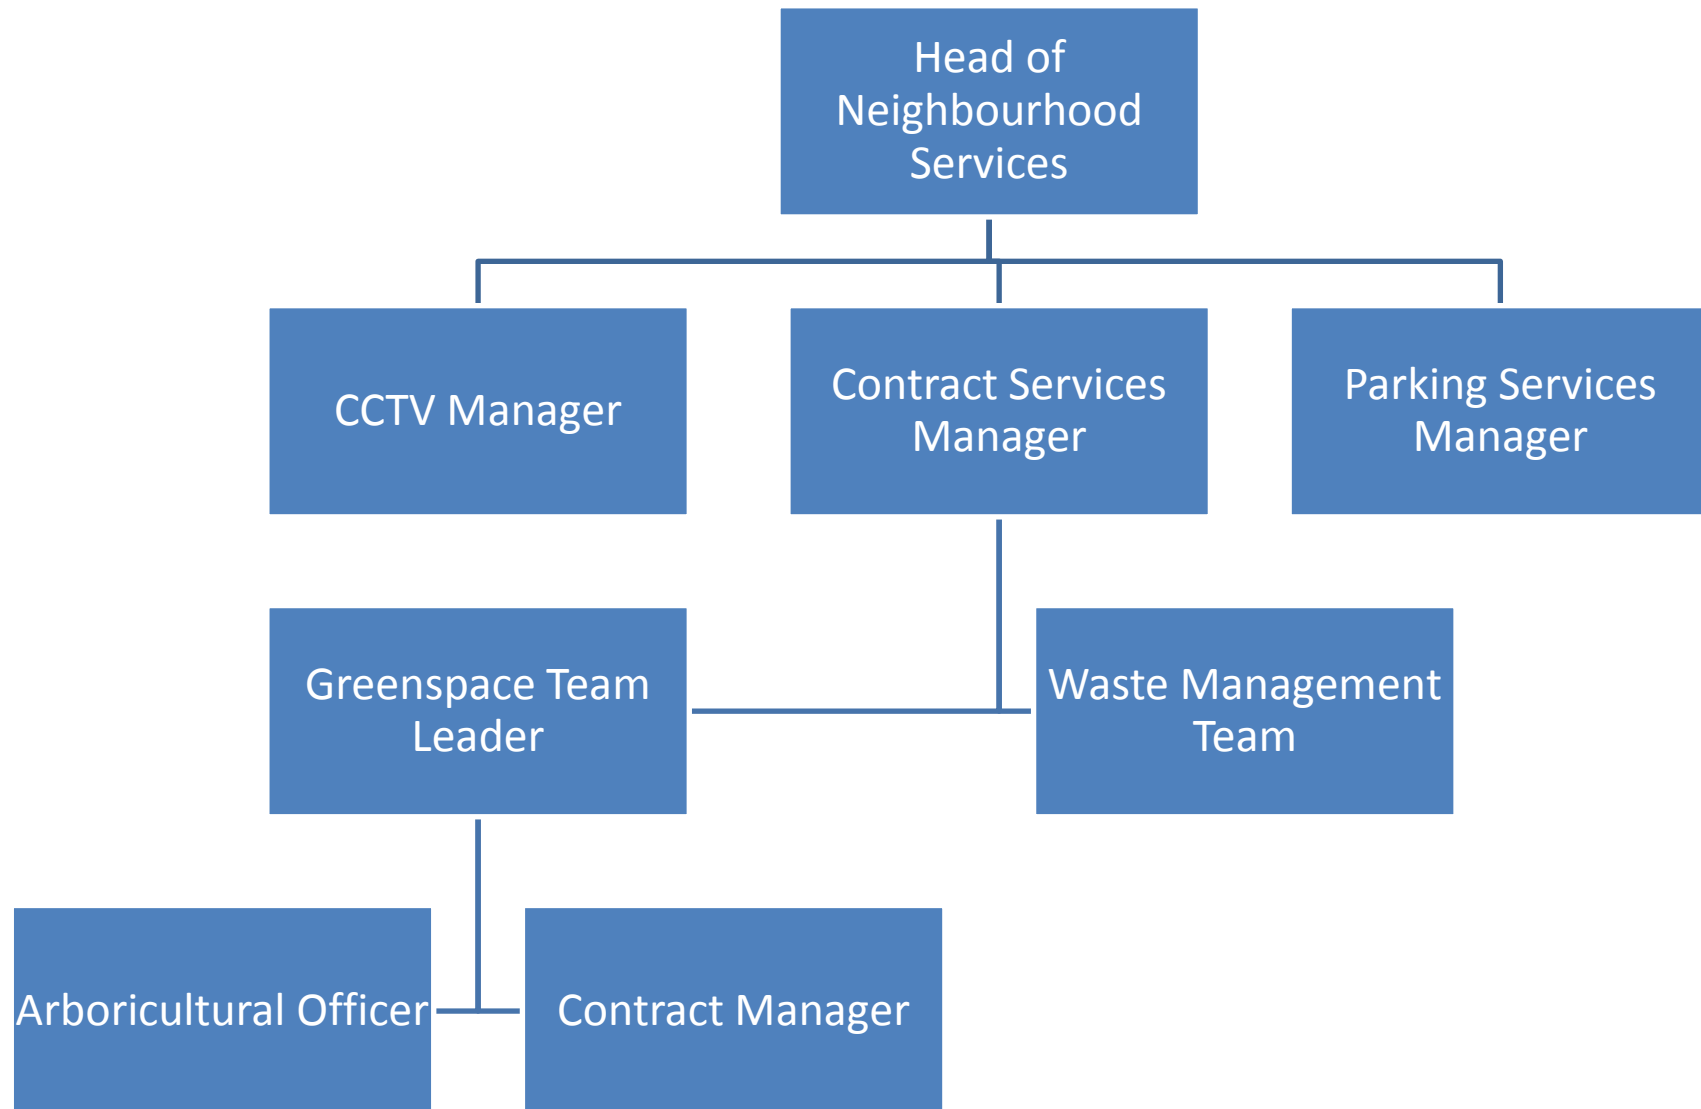 Head of
Neighbourhood
Services
CCTV Manager
Contract Services
Manager
Parking Services
Manager
Greenspace Team
Leader
Waste Management
Team
Arboricultural Officer
Contract Manager